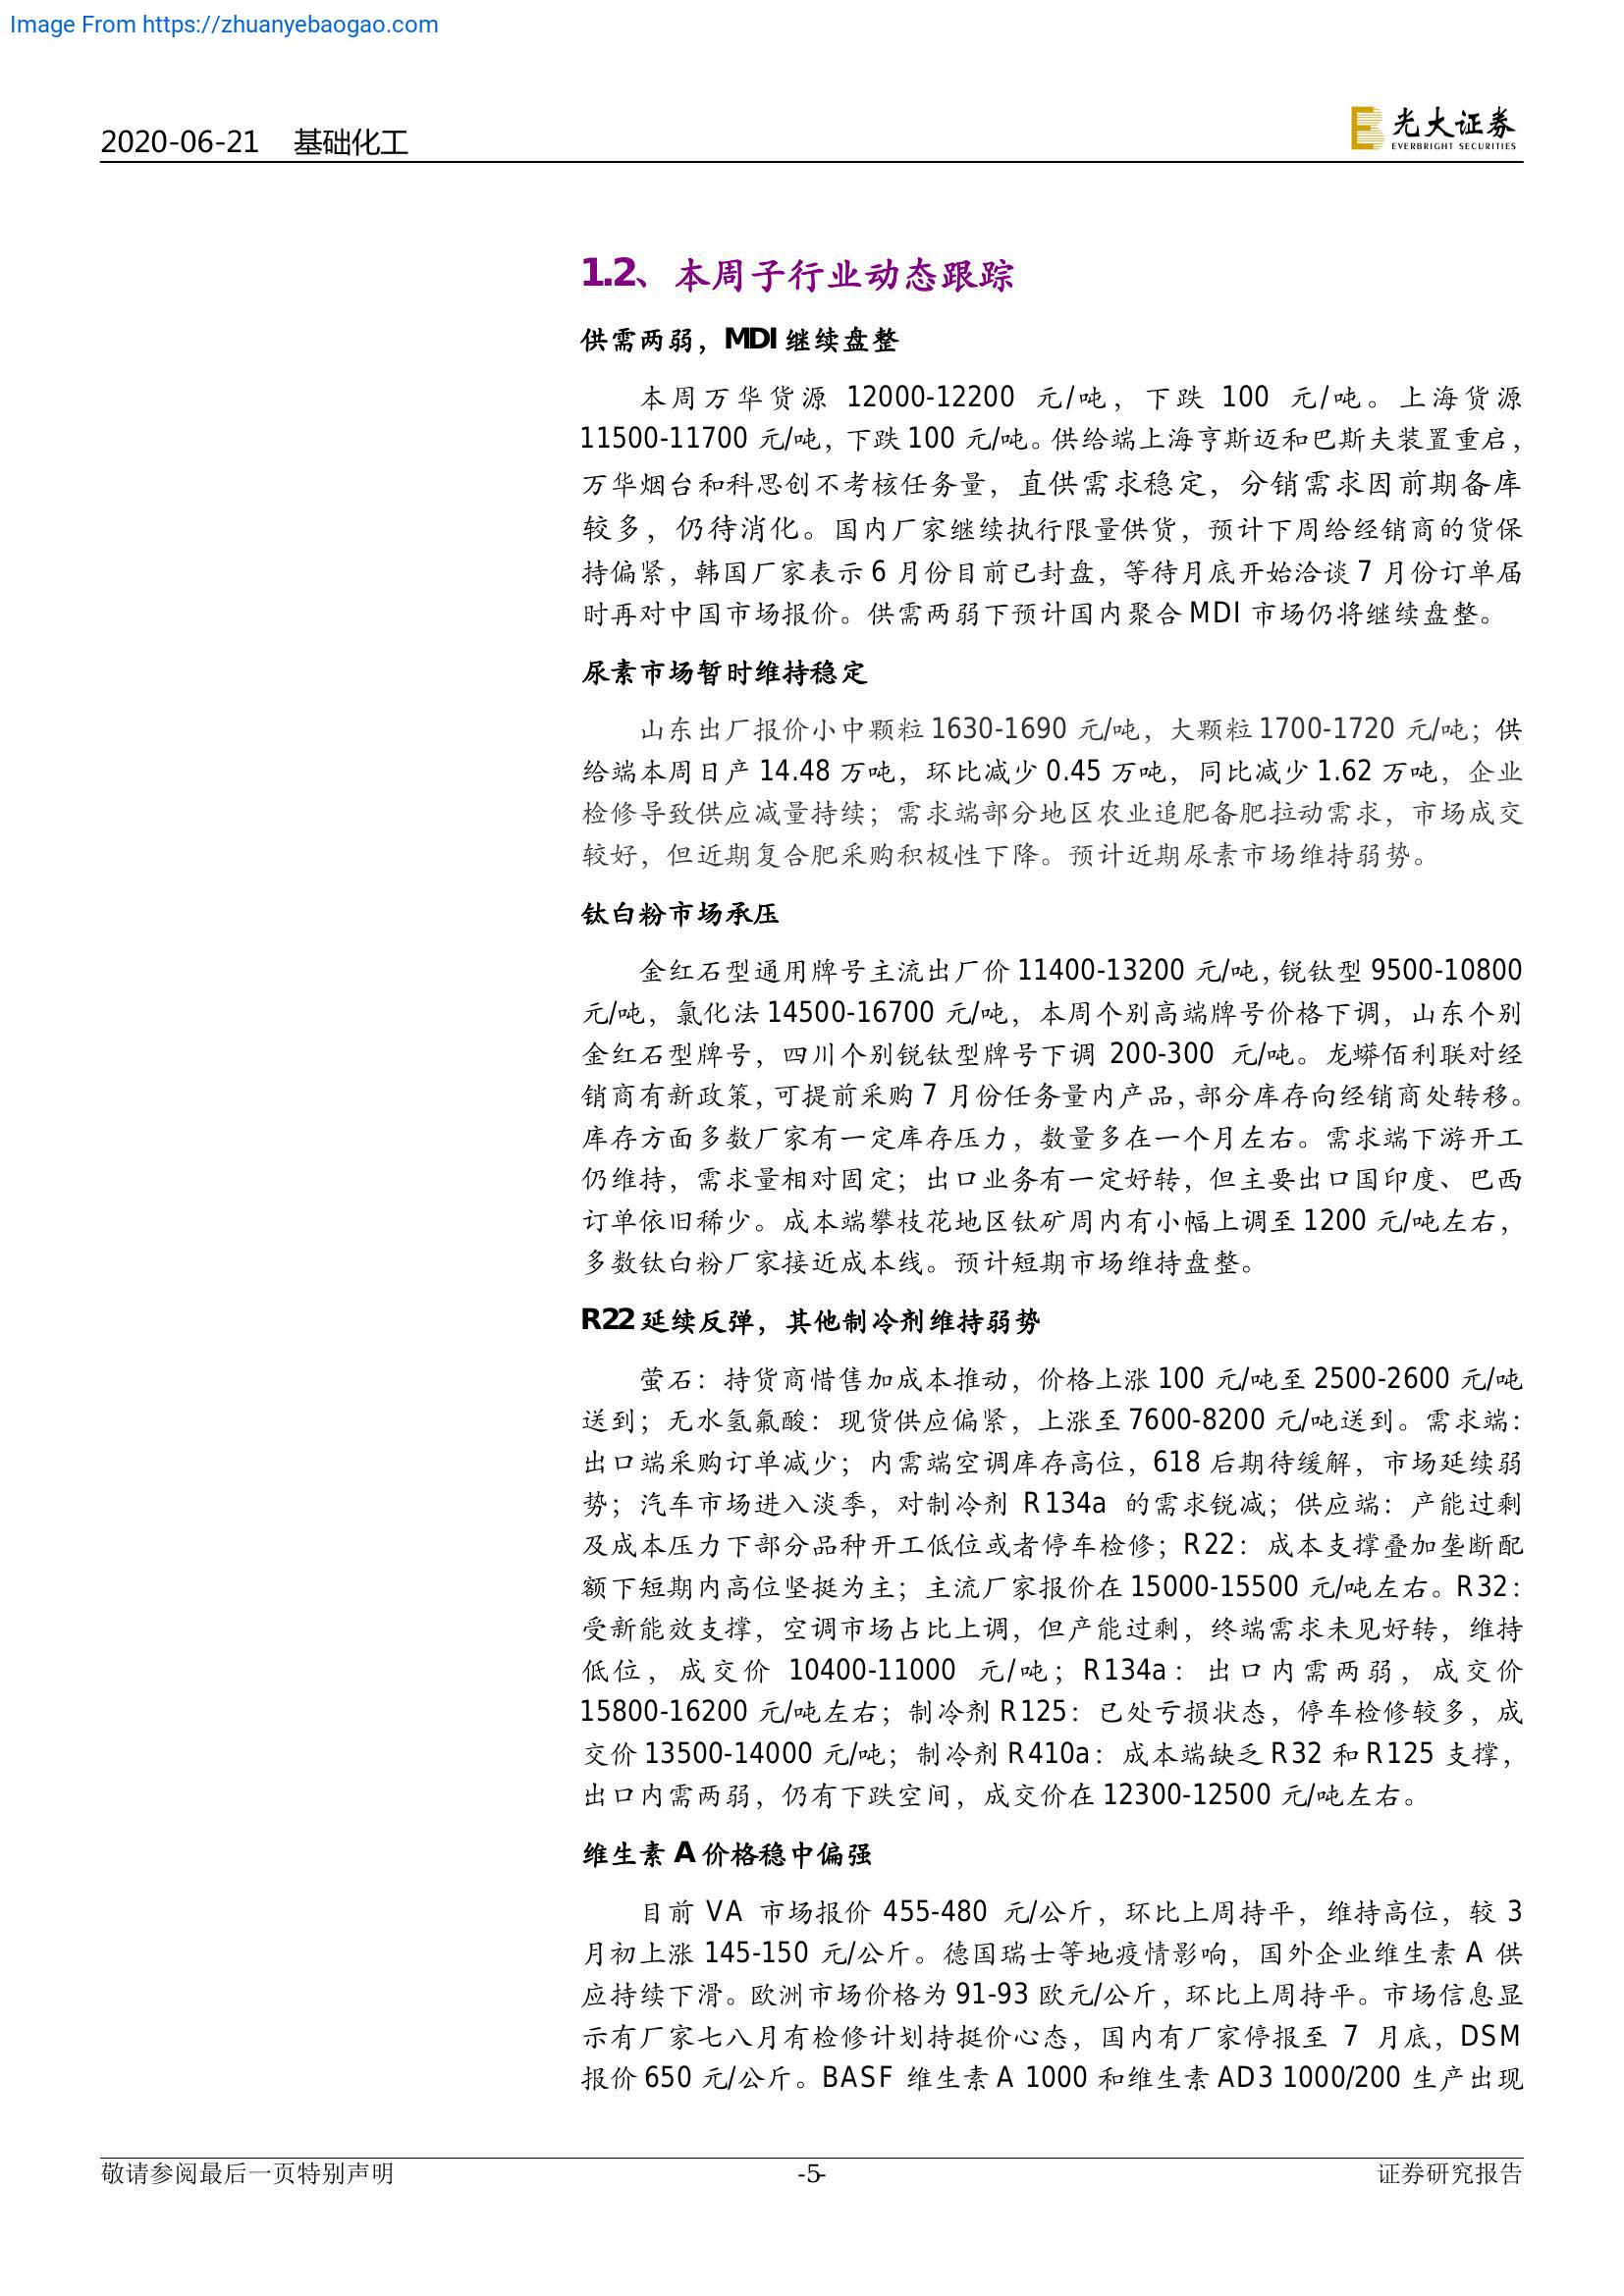 Image From https://zhuanyebaogao.com
2020-06-21 基础化工
光大证券
EVERBRIGHT SECURITIES
1.2、本周子行业动态跟踪
供需两弱，MDI 继续盘整
本周万华货源 12000-12200 元/吨，下跌 100 元/吨。上海货源
11500-11700 元/吨，下跌 100 元/吨。供给端上海亨斯迈和巴斯夫装置重启，
万华烟台和科思创不考核任务量，直供需求稳定，分销需求因前期备库
较多，仍待消化。国内厂家继续执行限量供货，预计下周给经销商的货保
持偏紧，韩国厂家表示 6 月份目前已封盘，等待月底开始洽谈 7 月份订单届
时再对中国市场报价。供需两弱下预计国内聚合 MDI 市场仍将继续盘整。
尿素市场暂时维持稳定
山东出厂报价小中颗粒 1630-1690 元/吨，大颗粒 1700-1720 元/吨；供
给端本周日产 14.48 万吨，环比减少 0.45 万吨，同比减少 1.62 万吨，企业
检修导致供应减量持续；需求端部分地区农业追肥备肥拉动需求，市场成交
较好，但近期复合肥采购积极性下降。预计近期尿素市场维持弱势。
钛白粉市场承压
金红石型通用牌号主流出厂价 11400-13200 元/吨，锐钛型 9500-10800
元/吨，氯化法 14500-16700 元/吨，本周个别高端牌号价格下调，山东个别
金红石型牌号，四川个别锐钛型牌号下调 200-300 元/吨。龙蟒佰利联对经
销商有新政策，可提前采购 7 月份任务量内产品，部分库存向经销商处转移。
库存方面多数厂家有一定库存压力，数量多在一个月左右。需求端下游开工
仍维持，需求量相对固定；出口业务有一定好转，但主要出口国印度、巴西
订单依旧稀少。成本端攀枝花地区钛矿周内有小幅上调至 1200 元/吨左右，
多数钛白粉厂家接近成本线。预计短期市场维持盘整。
R22 延续反弹，其他制冷剂维持弱势
萤石：持货商惜售加成本推动，价格上涨 100 元/吨至 2500-2600 元/吨
送到；无水氢氟酸：现货供应偏紧，上涨至 7600-8200 元/吨送到。需求端：
出口端采购订单减少；内需端空调库存高位，618 后期待缓解，市场延续弱
势；汽车市场进入淡季，对制冷剂 R134a 的需求锐减；供应端：产能过剩
及成本压力下部分品种开工低位或者停车检修；R22：成本支撑叠加垄断配
额下短期内高位坚挺为主；主流厂家报价在 15000-15500 元/吨左右。R32：
受新能效支撑，空调市场占比上调，但产能过剩，终端需求未见好转，维持
低位，成交价 10400-11000 元/吨；R134a：出口内需两弱，成交价
15800-16200 元/吨左右；制冷剂 R125：已处亏损状态，停车检修较多，成
交价 13500-14000 元/吨；制冷剂 R410a：成本端缺乏 R32 和 R125 支撑，
出口内需两弱，仍有下跌空间，成交价在 12300-12500 元/吨左右。
维生素 A 价格稳中偏强
目前 VA 市场报价 455-480 元/公斤，环比上周持平，维持高位，较 3
月初上涨 145-150 元/公斤。德国瑞士等地疫情影响，国外企业维生素 A 供
应持续下滑。欧洲市场价格为 91-93 欧元/公斤，环比上周持平。市场信息显
示有厂家七八月有检修计划持挺价心态，国内有厂家停报至 7 月底，DSM
报价 650 元/公斤。BASF 维生素 A 1000 和维生素 AD3 1000/200 生产出现
敬请参阅最后一页特别声明 -5- 证券研究报告